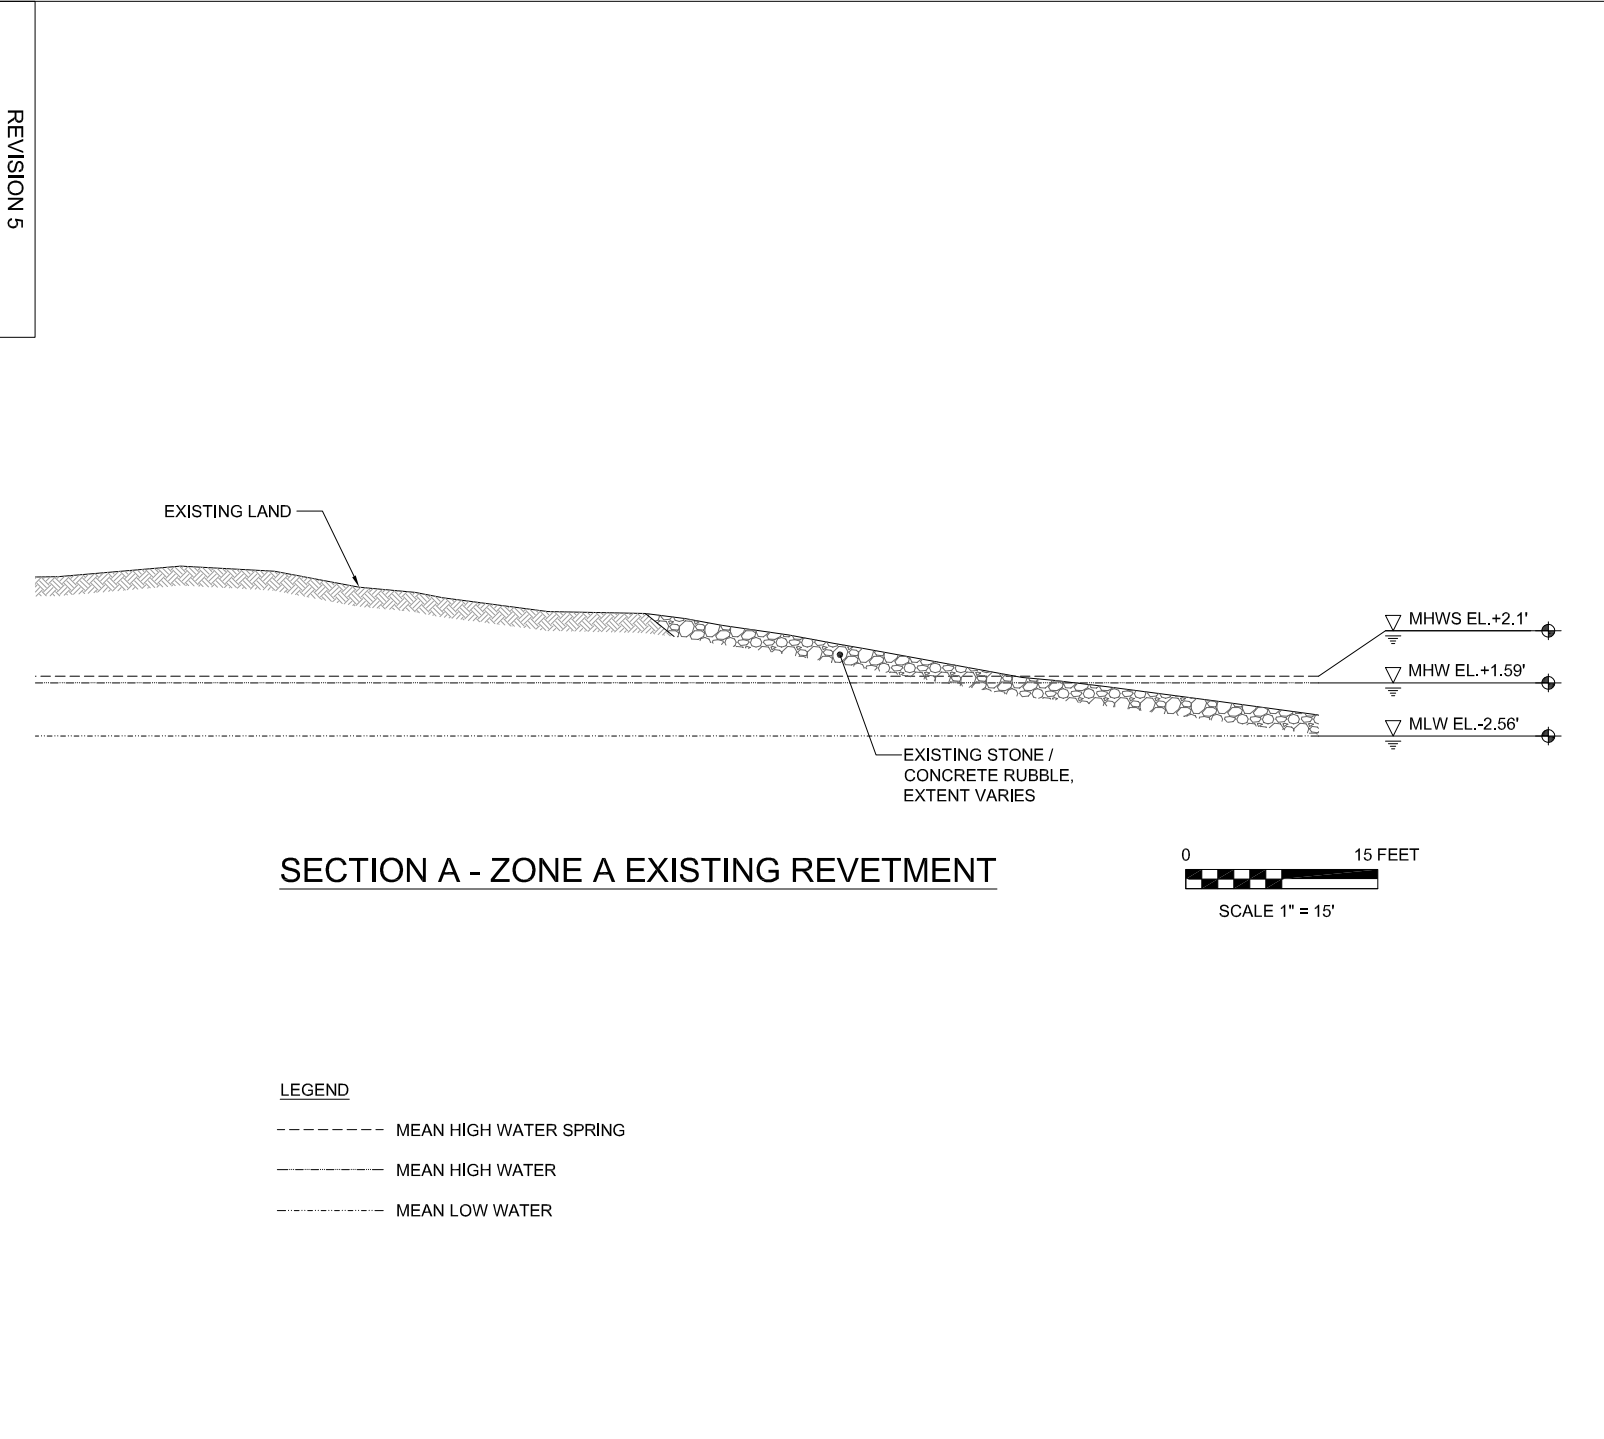 REVISION 5
EXISTING LAND
MHWS EL.+2.1'
MHW EL.+1.59'
MLW EL.-2.56'
EXISTING STONE /
CONCRETE RUBBLE,
EXTENT VARIES
SECTION A - ZONE A EXISTING REVETMENT
0 15 FEET
SCALE 1" = 15'
LEGEND
MEAN HIGH WATER SPRING
MEAN HIGH WATER
MEAN LOW WATER